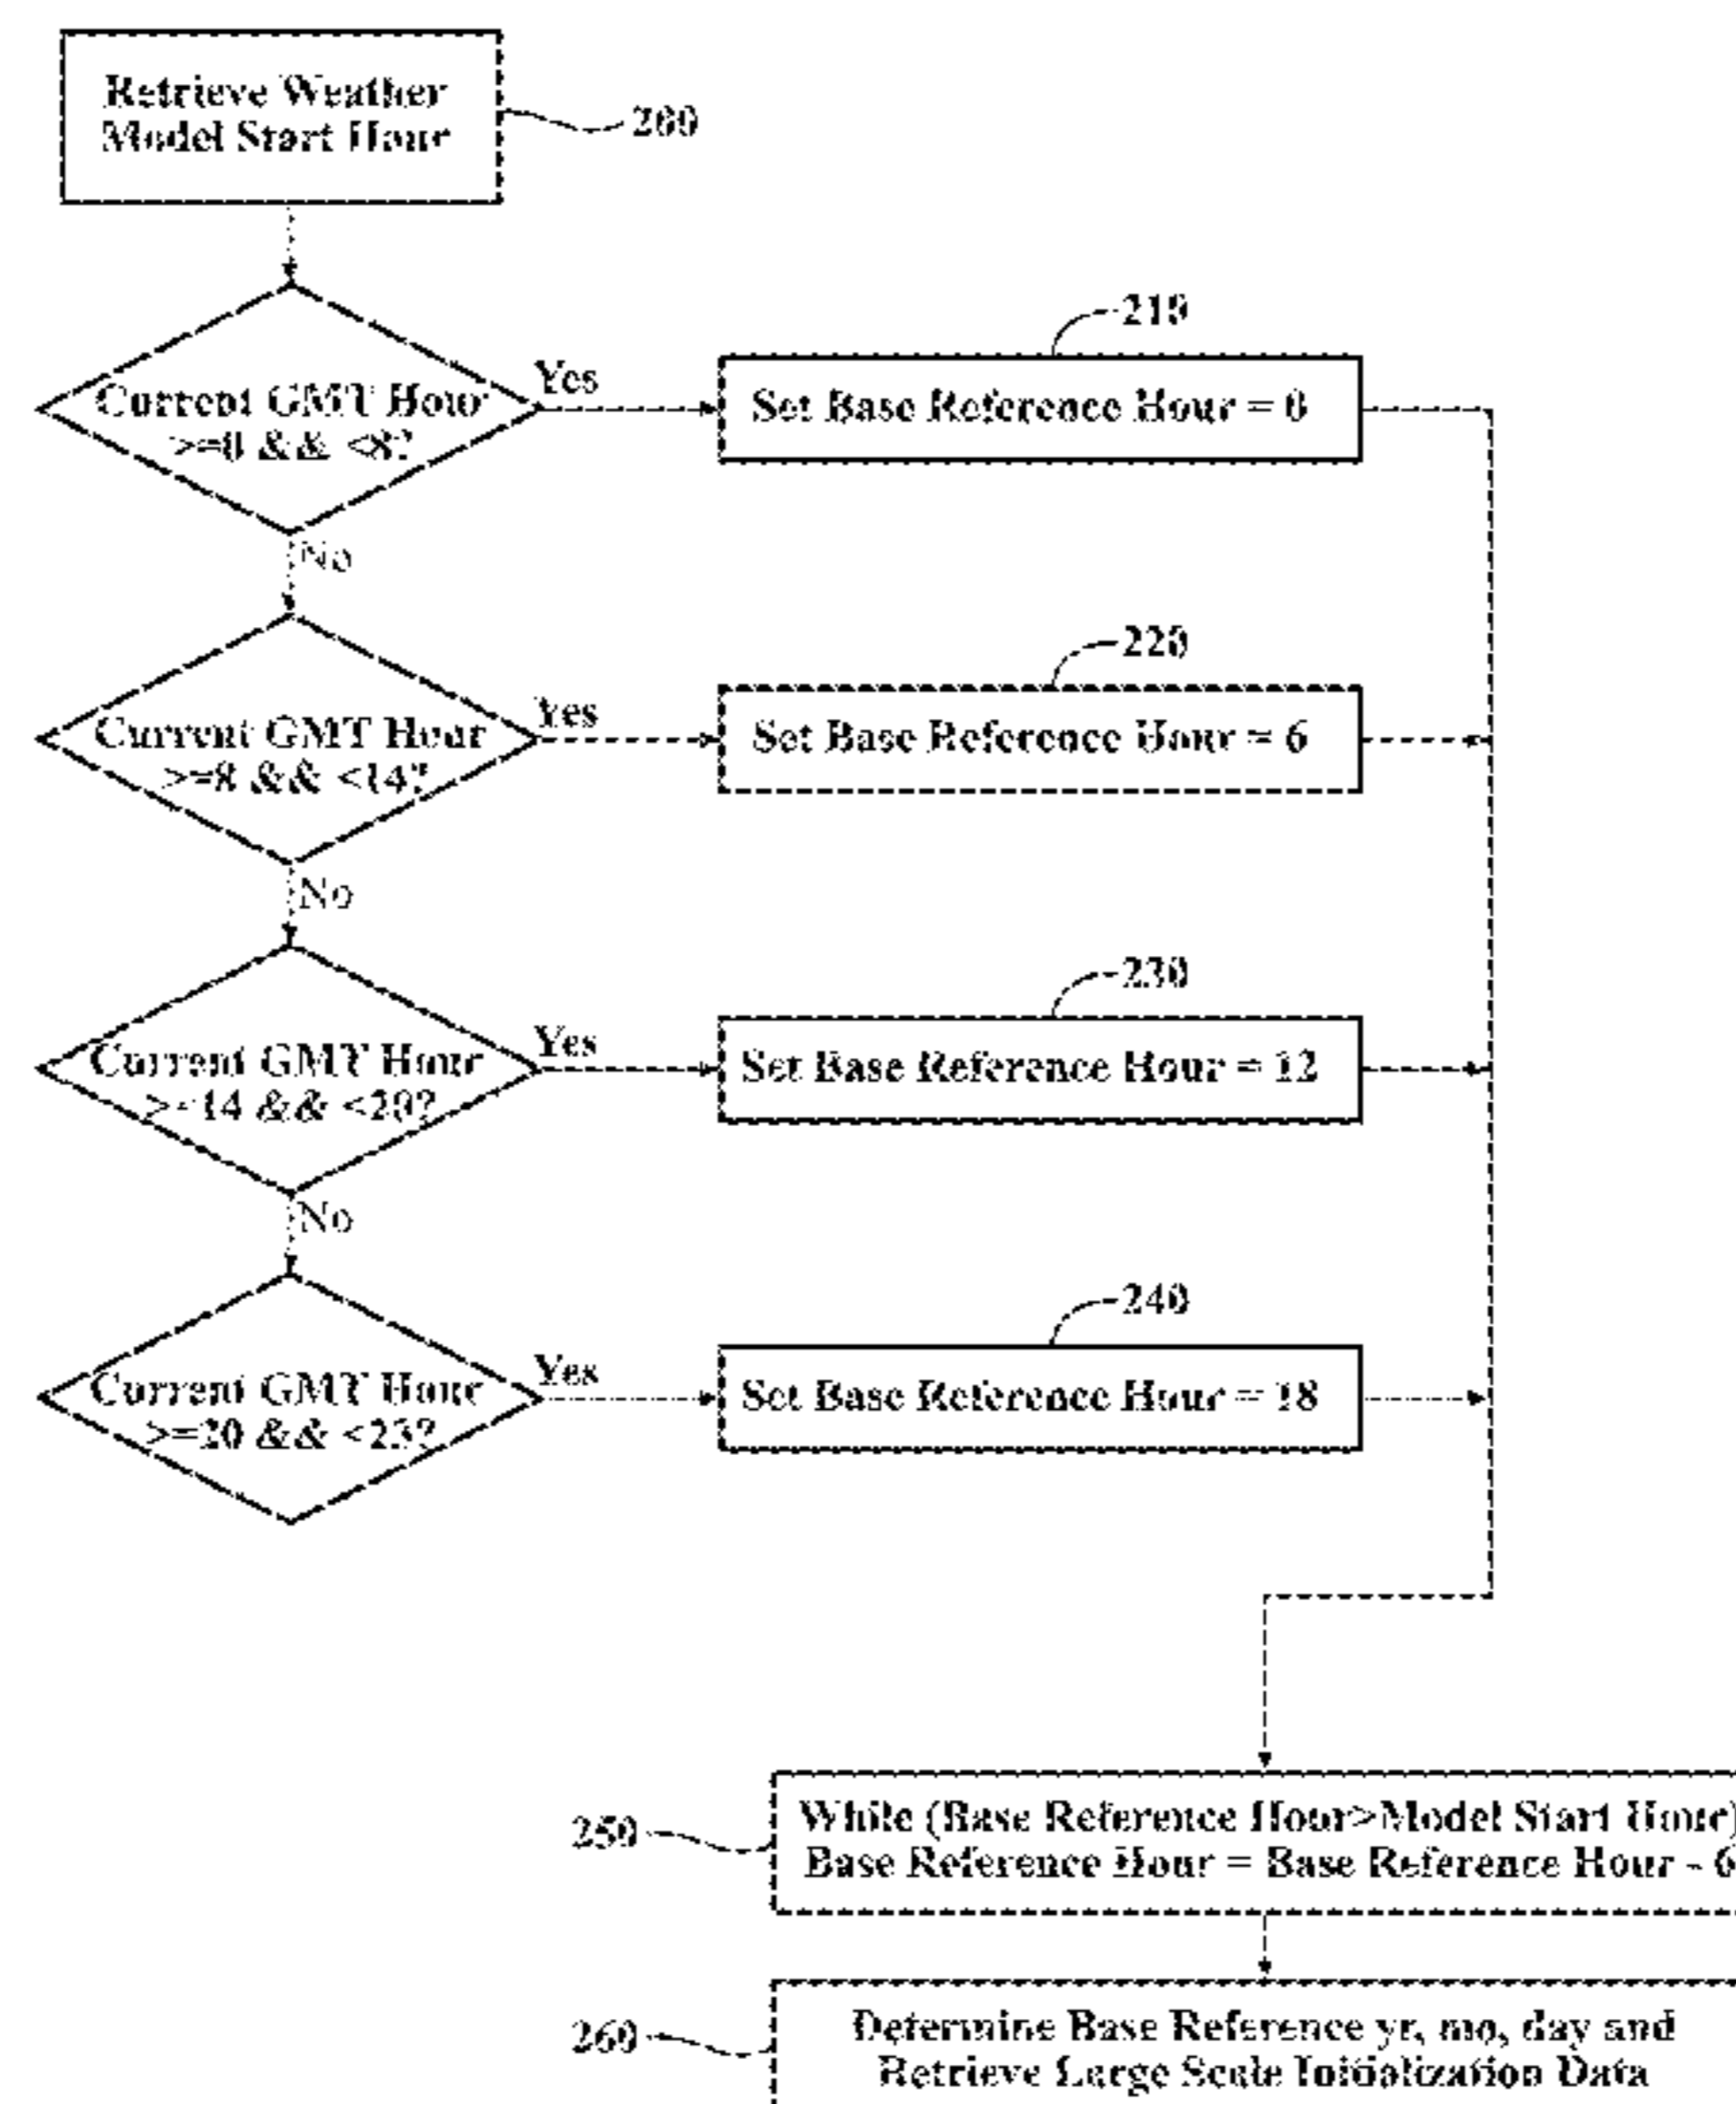 Retrieve Weather
Model Start Hour
200
Current GMT Hour
>=0 && <8?
Yes
210
Set Base Reference Hour = 0
No
Current GMT Hour
>=8 && <14?
Yes
220
Set Base Reference Hour = 6
No
Current GMT Hour
>=14 && <20?
Yes
230
Set Base Reference Hour = 12
No
Current GMT Hour
>=20 && <23?
Yes
240
Set Base Reference Hour = 18
250
While (Base Reference Hour>Model Start Hour)
Base Reference Hour = Base Reference Hour - 6
260
Determine Base Reference yr, mo, day and
Retrieve Large Scale Initialization Data